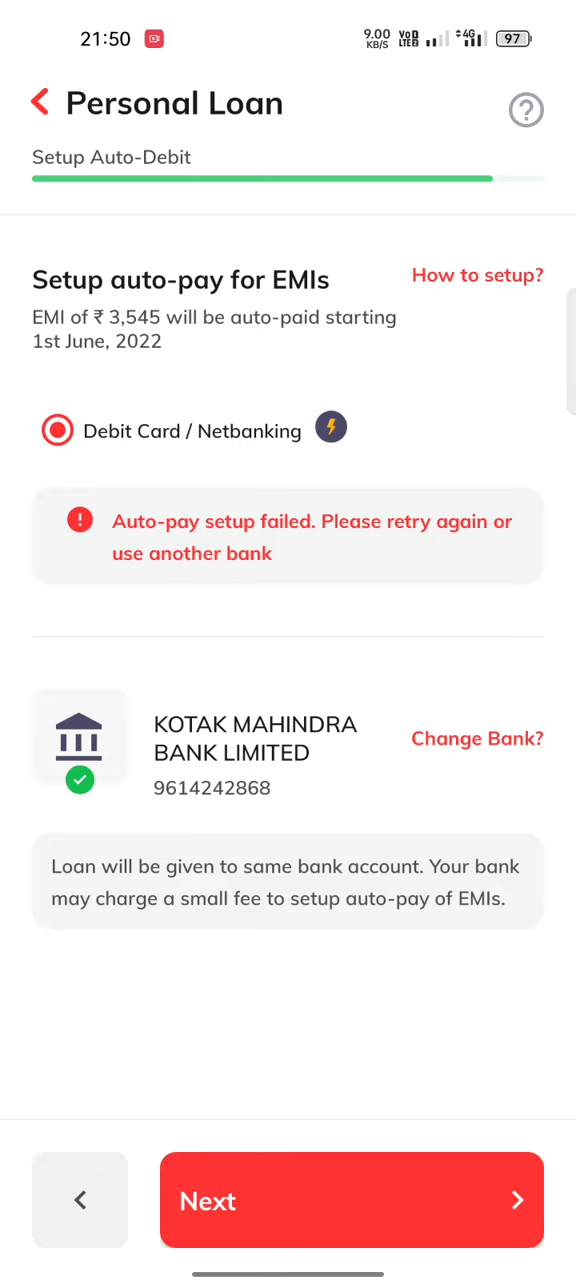 21:50
9.00 KB/S VoD LTE2 4G 97
Personal Loan
?
Setup Auto-Debit
Setup auto-pay for EMIs
How to setup?
EMI of ₹ 3,545 will be auto-paid starting
1st June, 2022
Debit Card / Netbanking
Auto-pay setup failed. Please retry again or
use another bank
KOTAK MAHINDRA
BANK LIMITED
Change Bank?
9614242868
Loan will be given to same bank account. Your bank
may charge a small fee to setup auto-pay of EMIs.
Next